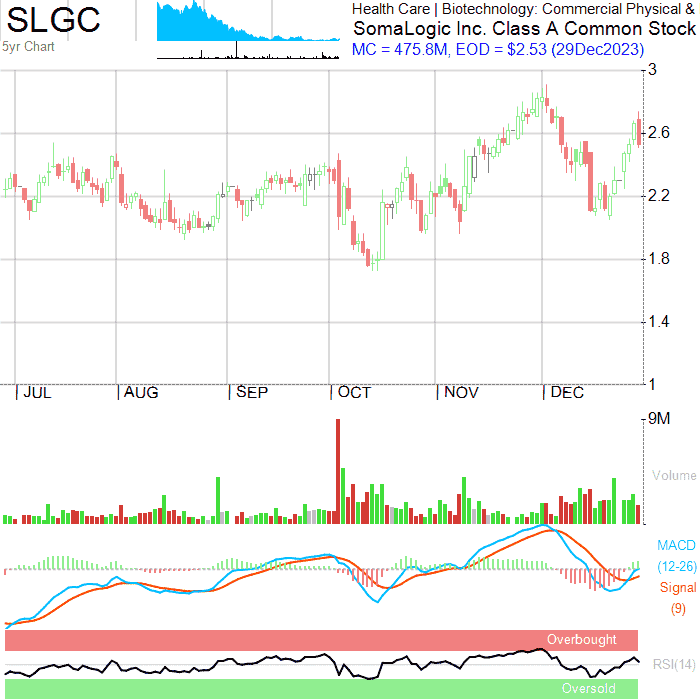 SLGC
5yr Chart
Health Care | Biotechnology: Commercial Physical &
SomaLogic Inc. Class A Common Stock
MC = 475.8M, EOD = $2.53 (29Dec2023)
3
2.6
2.2
1.8
1.4
1
JUL AUG SEP OCT NOV DEC
9M
Volume
MACD
(12-26)
Signal
(9)
Overbought
RSI(14)
Oversold